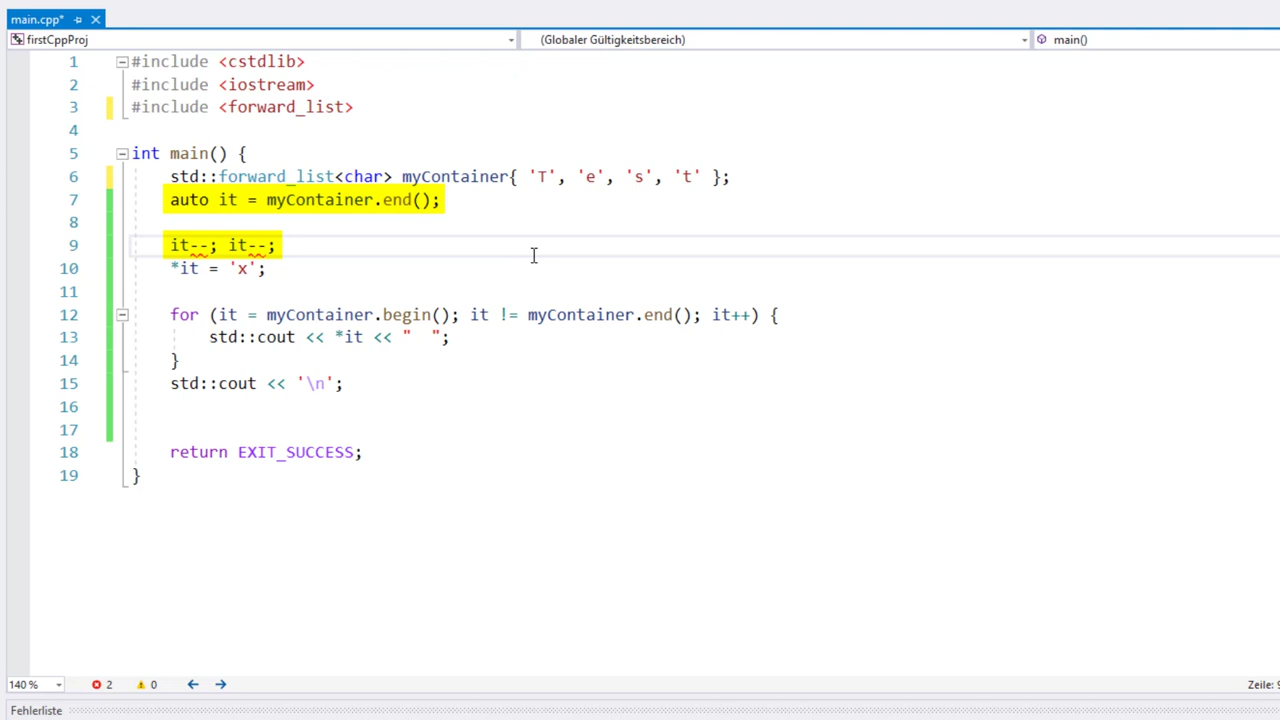 main.cpp*
firstCppProj (Globaler Gültigkeitsbereich) main()
1 #include <cstdlib>
2 #include <iostream>
3 #include <forward_list>
4
5 int main() {
6 std::forward_list<char> myContainer{ 'T', 'e', 's', 't' };
7 auto it = myContainer.end();
8
9 it--; it--;
10 *it = 'x';
11
12 for (it = myContainer.begin(); it != myContainer.end(); it++) {
13 std::cout << *it << "  ";
14 }
15 std::cout << '\n';
16
17
18 return EXIT_SUCCESS;
19 }
140 % 2 0 Zeile: 9
Fehlerliste